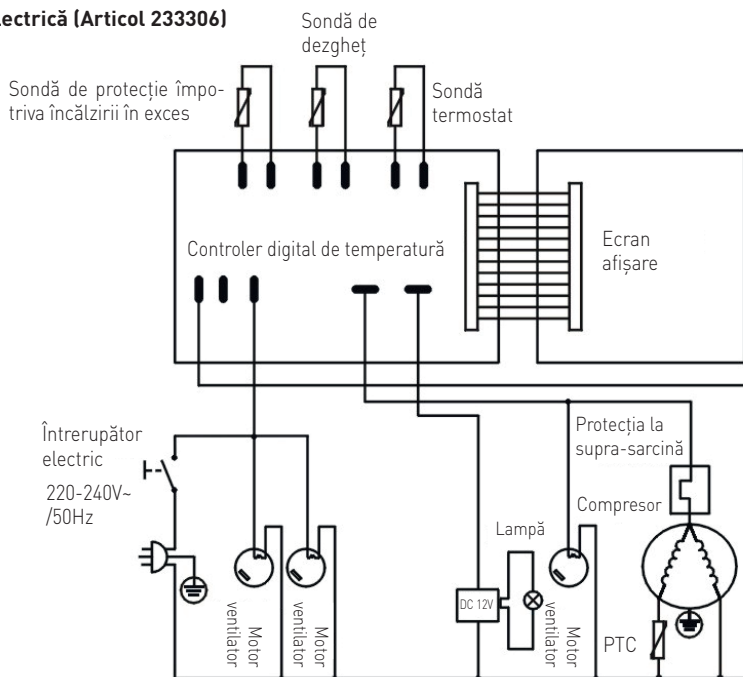 lectrică (Articol 233306)
Sondă de
dezgheț
Sondă de protecție împo-
triva încălzirii în exces
Sondă
termostat
Controler digital de temperatură
Ecran
afișare
Întrerupător
electric
220-240V~
/50Hz
Protecția la
supra-sarcină
Compresor
Lampă
DC 12V
Motor
ventilator
Motor
ventilator
Motor
ventilator
PTC